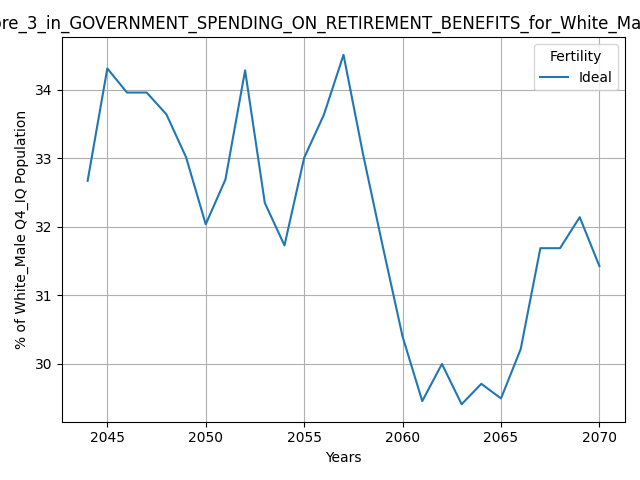 ore_3_in_GOVERNMENT_SPENDING_ON_RETIREMENT_BENEFITS_for_White_Ma
Fertility
Ideal
% of White_Male Q4_IQ Population
34
33
32
31
30
2045
2050
2055
2060
2065
2070
Years